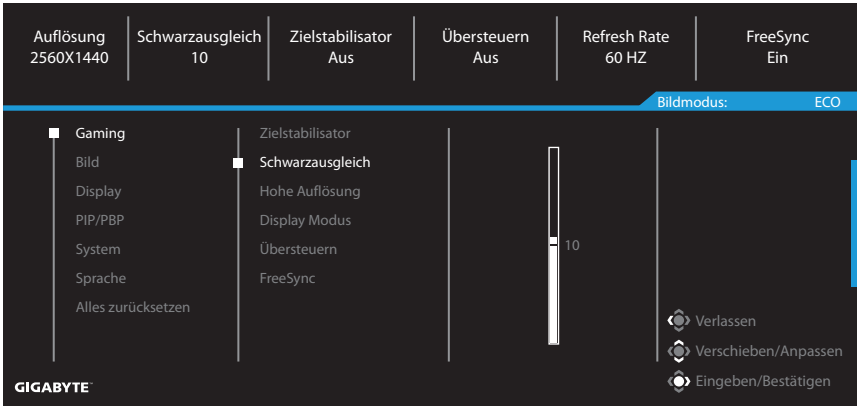 Auflösung Schwarzausgleich Zielstabilisator Übersteuern Refresh Rate FreeSync
2560X1440 10 Aus Aus 60 HZ Ein
Bildmodus: ECO
Gaming
Bild
Display
PIP/PBP
System
Sprache
Alles zurücksetzen
Zielstabilisator
Schwarzausgleich
Hohe Auflösung
Display Modus
Übersteuern
FreeSync
10
Verlassen
Verschieben/Anpassen
Eingeben/Bestätigen
GIGABYTE™